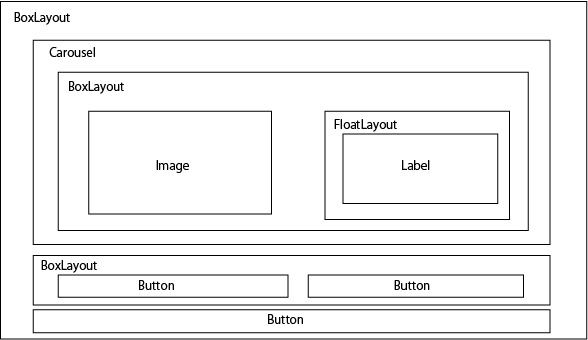 BoxLayout
Carousel
BoxLayout
Image
FloatLayout
Label
BoxLayout
Button
Button
Button